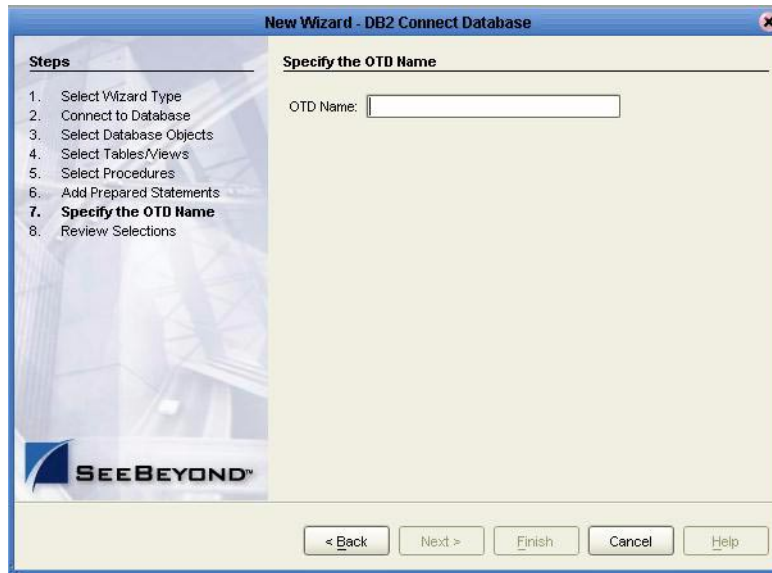 New Wizard - DB2 Connect Database
Steps
1. Select Wizard Type
2. Connect to Database
3. Select Database Objects
4. Select Tables/Views
5. Select Procedures
6. Add Prepared Statements
7. Specify the OTD Name
8. Review Selections
Specify the OTD Name
OTD Name:
SEEBEYOND™
< Back
Next >
Finish
Cancel
Help